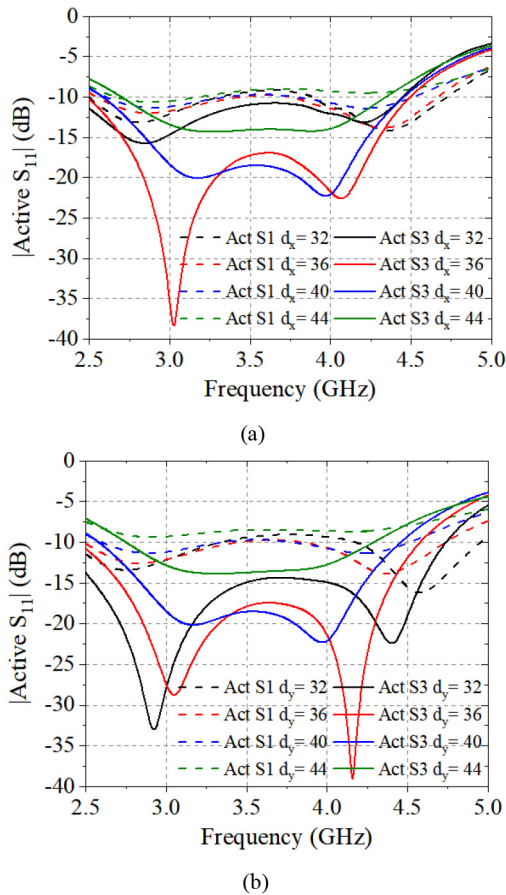 0
-5
-10
-15
-20
-25
-30
-35
-40
|Active S11| (dB)
Act S1 dx= 32
Act S3 dx= 32
Act S1 dx= 36
Act S3 dx= 36
Act S1 dx= 40
Act S3 dx= 40
Act S1 dx= 44
Act S3 dx= 44
2.5 3.0 3.5 4.0 4.5 5.0
Frequency (GHz)
(a)
0
-5
-10
-15
-20
-25
-30
-35
-40
|Active S11| (dB)
Act S1 dy= 32
Act S3 dy= 32
Act S1 dy= 36
Act S3 dy= 36
Act S1 dy= 40
Act S3 dy= 40
Act S1 dy= 44
Act S3 dy= 44
2.5 3.0 3.5 4.0 4.5 5.0
Frequency (GHz)
(b)